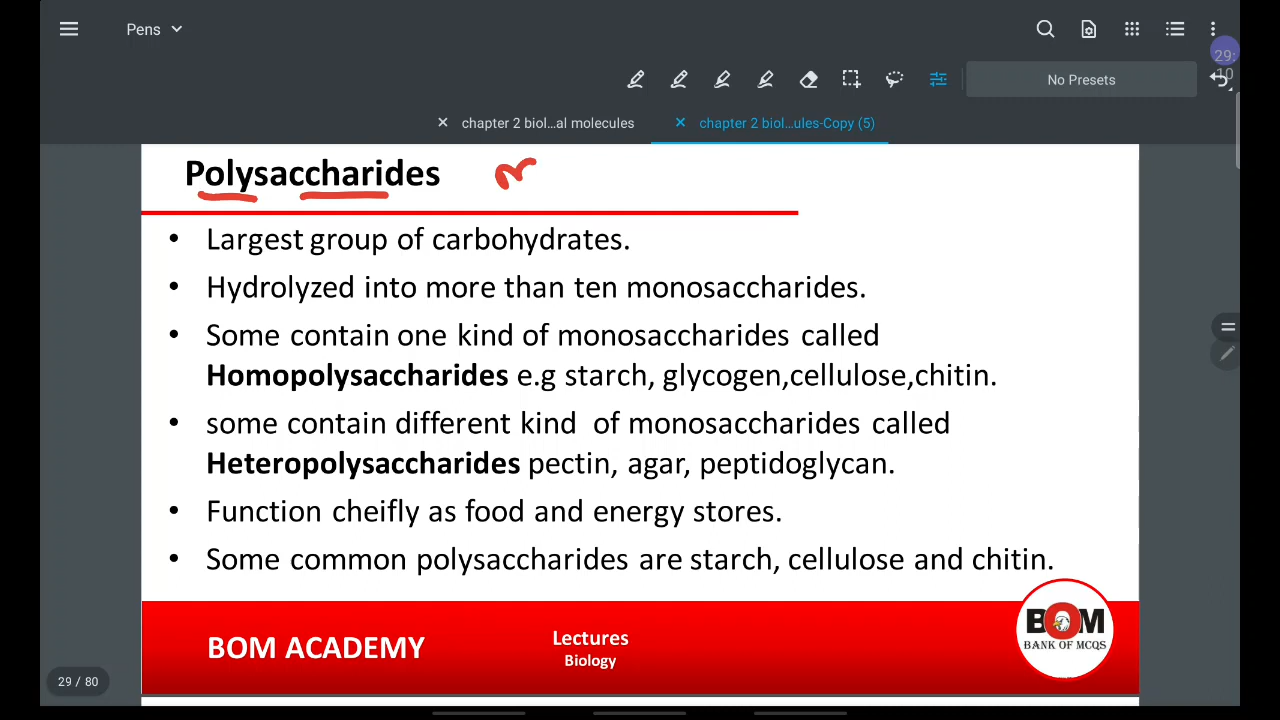 Pens
29:
10
No Presets
chapter 2 biol...al molecules
chapter 2 biol...ules-Copy (5)
Polysaccharides
• Largest group of carbohydrates.
• Hydrolyzed into more than ten monosaccharides.
• Some contain one kind of monosaccharides called
Homopolysaccharides e.g starch, glycogen,cellulose,chitin.
• some contain different kind of monosaccharides called
Heteropolysaccharides pectin, agar, peptidoglycan.
• Function cheifly as food and energy stores.
• Some common polysaccharides are starch, cellulose and chitin.
BOM ACADEMY
Lectures
Biology
BOM
BANK OF MCQS
29 / 80